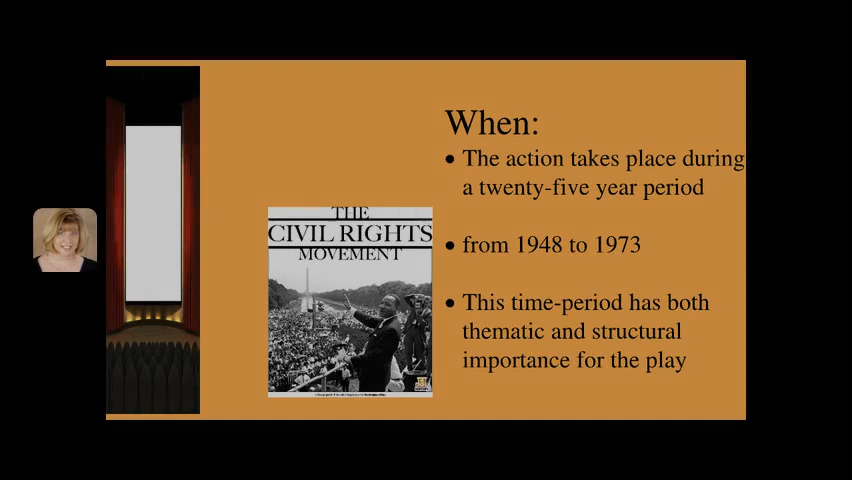 When:
• The action takes place during
a twenty-five year period
• from 1948 to 1973
• This time-period has both
thematic and structural
importance for the play
THE
CIVIL RIGHTS
MOVEMENT